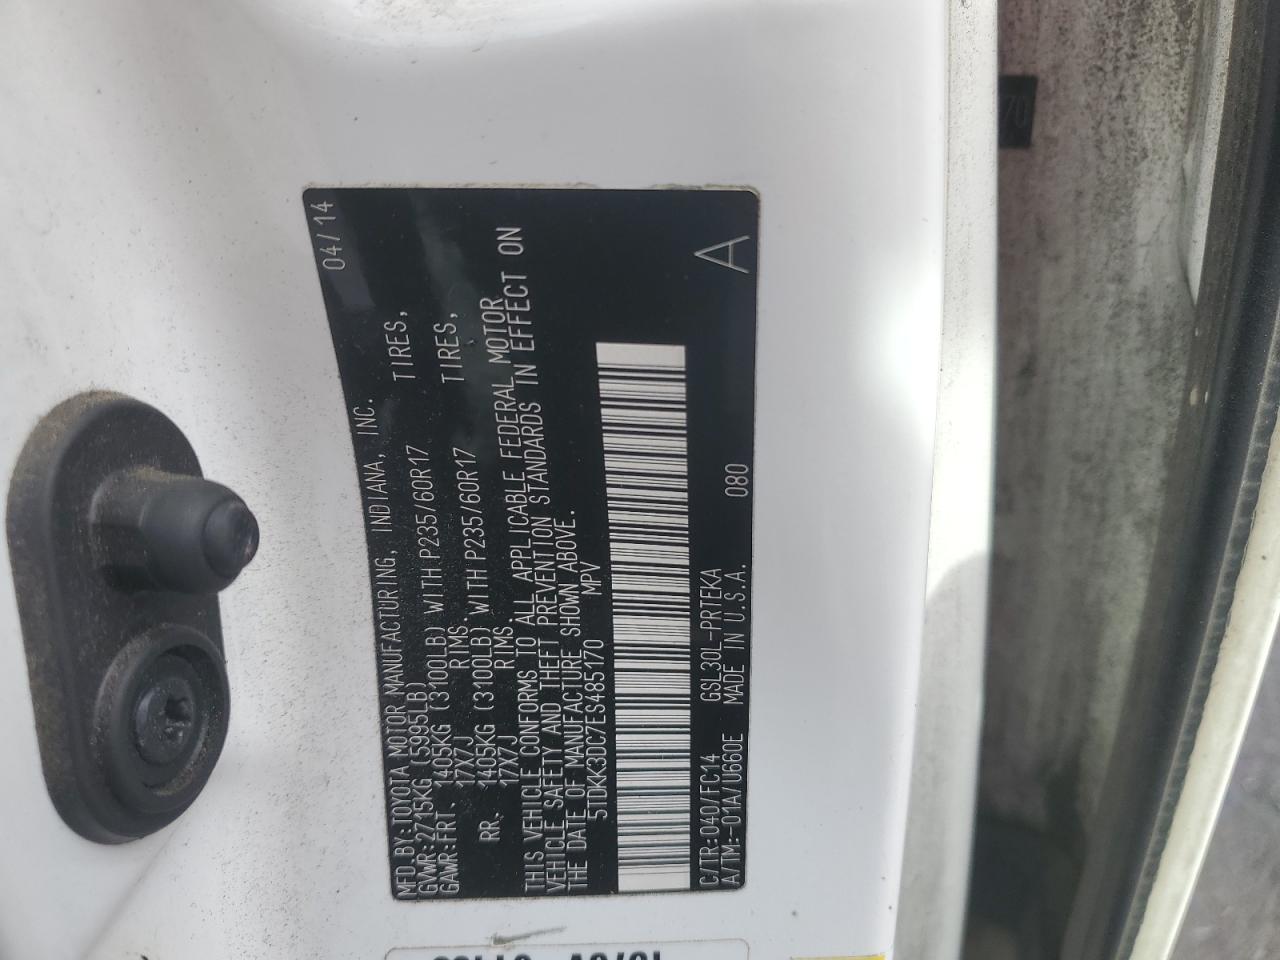 MFD.BY:TOYOTA MOTOR MANUFACTURING, INDIANA, INC. 04/14
GVWR:2715KG (5995LB)
GAWR:FRT. 1405KG (3100LB) WITH P235/60R17 TIRES,
17X7J RIMS.
RR. 1405KG (3100LB) WITH P235/60R17 TIRES,
17X7J RIMS.
THIS VEHICLE CONFORMS TO ALL APPLICABLE FEDERAL MOTOR
VEHICLE SAFETY AND THEFT PREVENTION STANDARDS IN EFFECT ON
THE DATE OF MANUFACTURE SHOWN ABOVE.
5TDKK3DC7ES485170 MPV
C/TR:040/FC14 GSL30L-PRTEKA 080 A
A/TM:-01A/U660E MADE IN U.S.A.
70